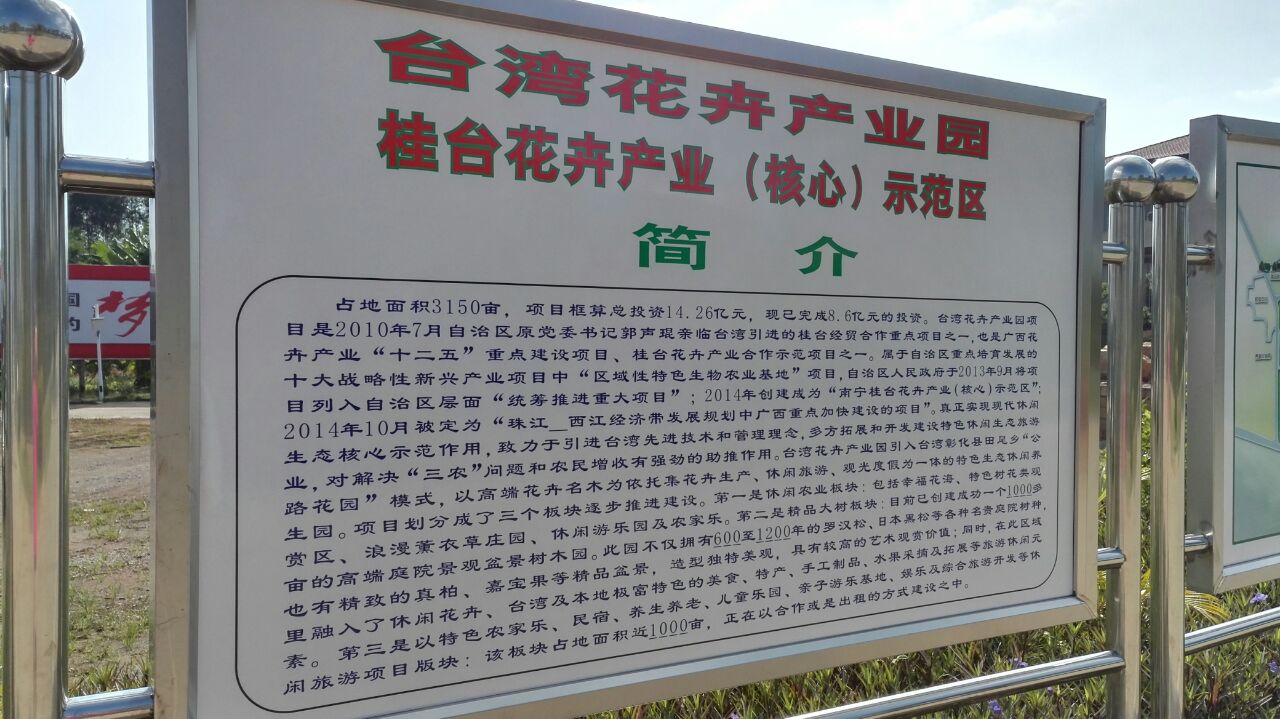 台湾花卉产业园
桂台花卉产业（核心）示范区
简 介
占地面积3150亩，项目框算总投资14.26亿元，现已完成8.6亿元的投资。台湾花卉产业园项
目是2010年7月自治区原党委书记郭声琨亲临台湾引进的桂台经贸合作重点项目之一，也是广西花
卉产业“十二五”重点建设项目、桂台花卉产业合作示范项目之一。属于自治区重点培育发展的
十大战略性新兴产业项目中“区域性特色生物农业基地”项目，自治区人民政府于2013年9月将项
目列入自治区层面“统筹推进重大项目”；2014年创建成为“南宁桂台花卉产业(核心)示范区”；
2014年10月被定为“珠江__西江经济带发展规划中广西重点加快建设的项目”。真正实现现代休闲
生态核心示范作用，致力于引进台湾先进技术和管理理念，多方拓展和开发建设特色休闲生态旅游
业，对解决“三农”问题和农民增收有强劲的助推作用。台湾花卉产业园引入台湾彰化县田尾乡“公
路花园”模式，以高端花卉名木为依托集花卉生产、休闲旅游、观光度假为一体的特色生态休闲养
生园。项目划分成了三个板块逐步推进建设。第一是休闲农业板块：包括幸福花海、特色树花类观
赏区、浪漫薰衣草庄园、休闲游乐园及农家乐。第二是精品大树板块：目前已创建成功一个1000多
亩的高端庭院景观盆景树木园。此园不仅拥有600至1200年的罗汉松、日本黑松等各种名贵庭院树种，
也有精致的真柏、嘉宝果等精品盆景，造型独特美观，具有较高的艺术观赏价值；同时，在此区域
里融入了休闲花卉、台湾及本地极富特色的美食、特产、手工制品、水果采摘及拓展等旅游休闲元
素。第三是以特色农家乐、民宿、养生养老、儿童乐园、亲子游乐基地、娱乐及综合旅游开发等休
闲旅游项目版块：该板块占地面积近1000亩，正在以合作或是出租的方式建设之中。
国
梦